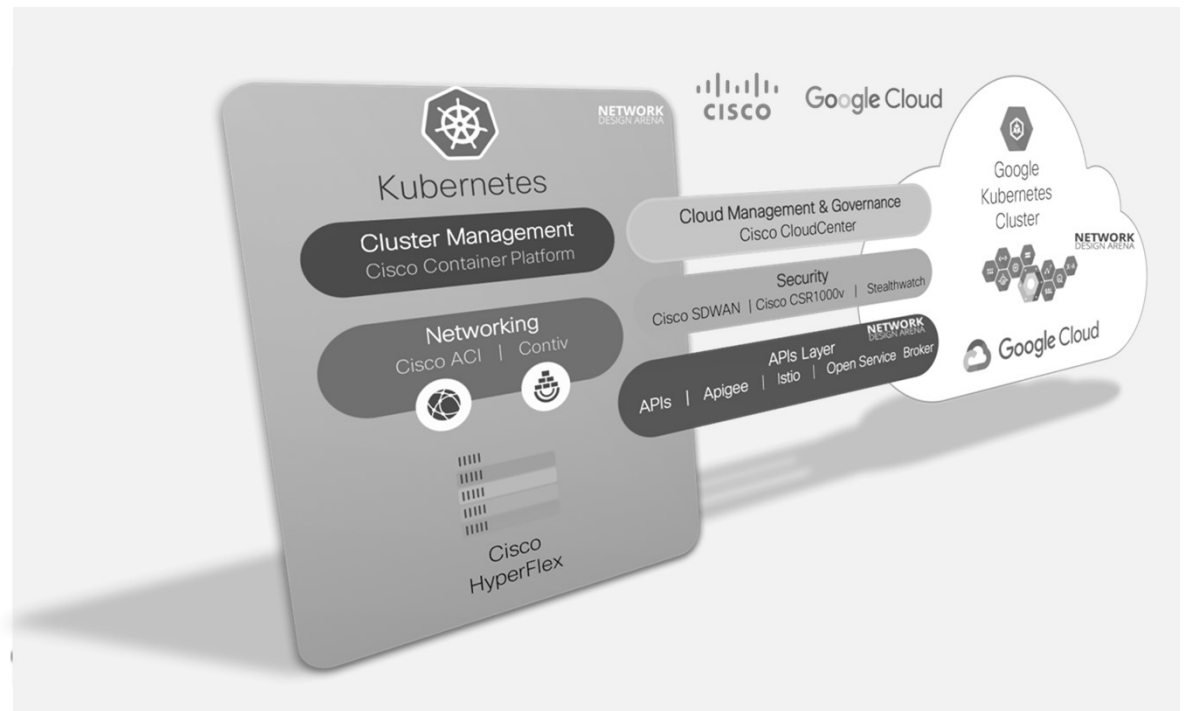 CISCO
Google Cloud
NETWORK
DESIGN ARENA
Kubernetes
Cluster Management
Cisco Container Platform
Networking
Cisco ACI | Contiv
Cisco
HyperFlex
Cloud Management & Governance
Cisco CloudCenter
Security
Cisco SDWAN | Cisco CSR1000v | Stealthwatch
NETWORK
DESIGN ARENA
APIs Layer
APIs | Apigee | Istio | Open Service Broker
Google
Kubernetes
Cluster
NETWORK
DESIGN ARENA
Google Cloud